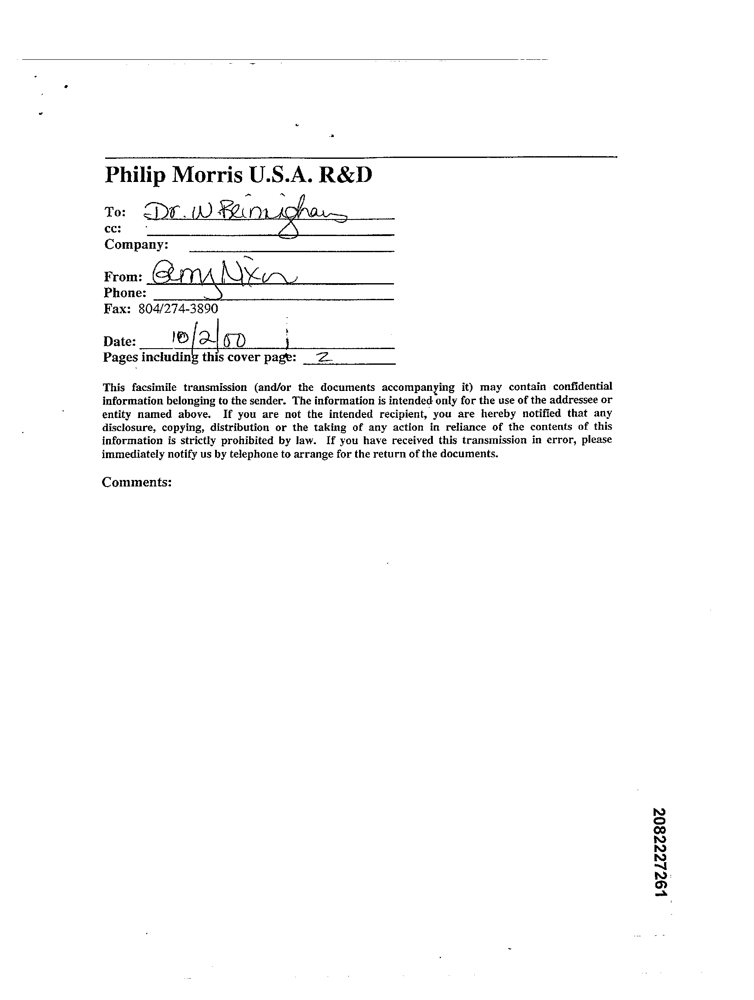 Philip Morris U.S.A. R&D
To: Dr. W
cc:
Company:
From: Amy Nixon
Phone:
Fax: 804/274-3890
Date: 10/2/00
Pages including this cover page: 2
This facsimile transmission (and/or the documents accompanying it) may contain confidential
information belonging to the sender. The information is intended only for the use of the addressee or
entity named above. If you are not the intended recipient, you are hereby notified that any
disclosure, copying, distribution or the taking of any action in reliance of the contents of this
information is strictly prohibited by law. If you have received this transmission in error, please
immediately notify us by telephone to arrange for the return of the documents.
Comments:
2082227261